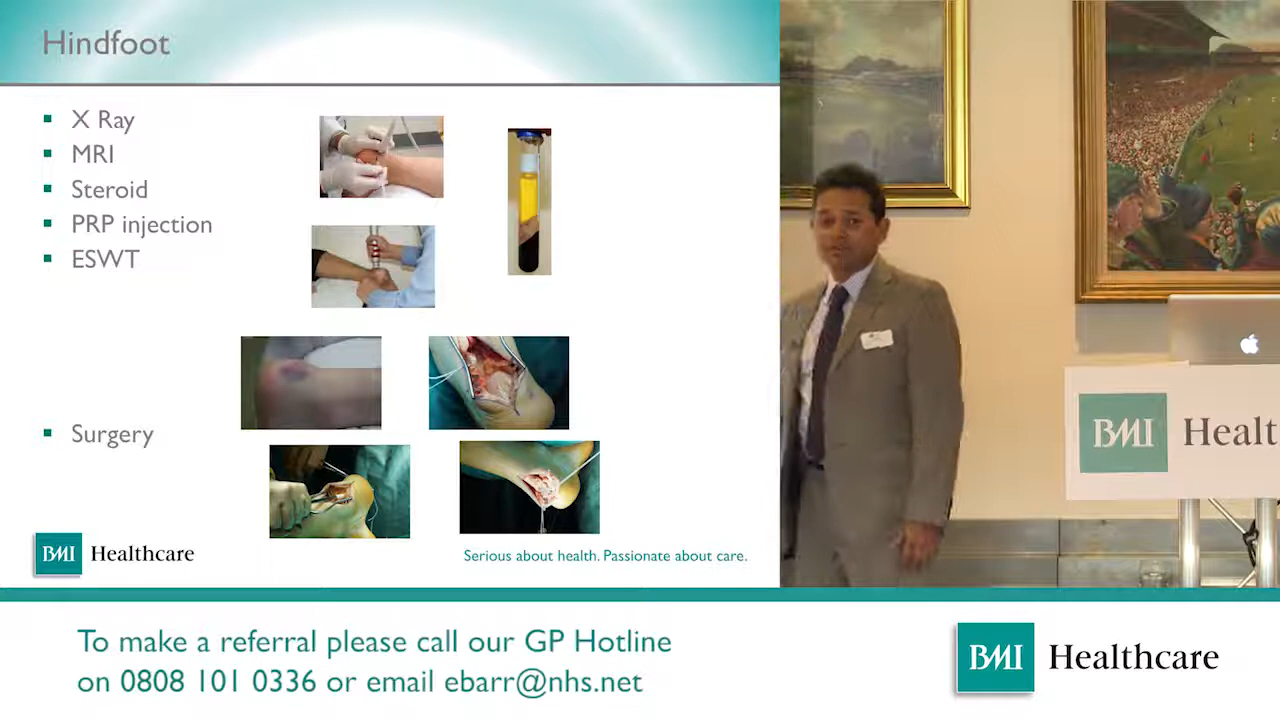 Hindfoot
X Ray
MRI
Steroid
PRP injection
ESWT
Surgery
BMI Healthcare
Serious about health. Passionate about care.
BMI Healt
To make a referral please call our GP Hotline
on 0808 101 0336 or email ebarr@nhs.net
BMI Healthcare